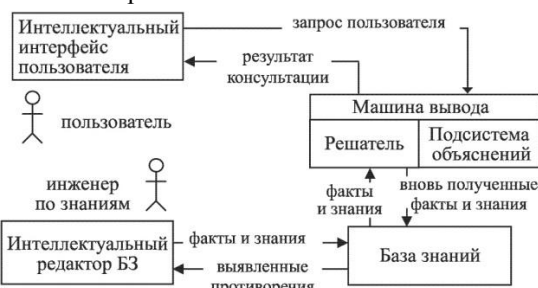 Интеллектуальный
интерфейс
пользователя
запрос пользователя
результат
консультации
пользователь
Машина вывода
Решатель
Подсистема
объяснений
инженер
по знаниям
факты
и знания
вновь полученные
факты и знания
Интеллектуальный
редактор БЗ
факты и знания
выявленные
противоречия
База знаний